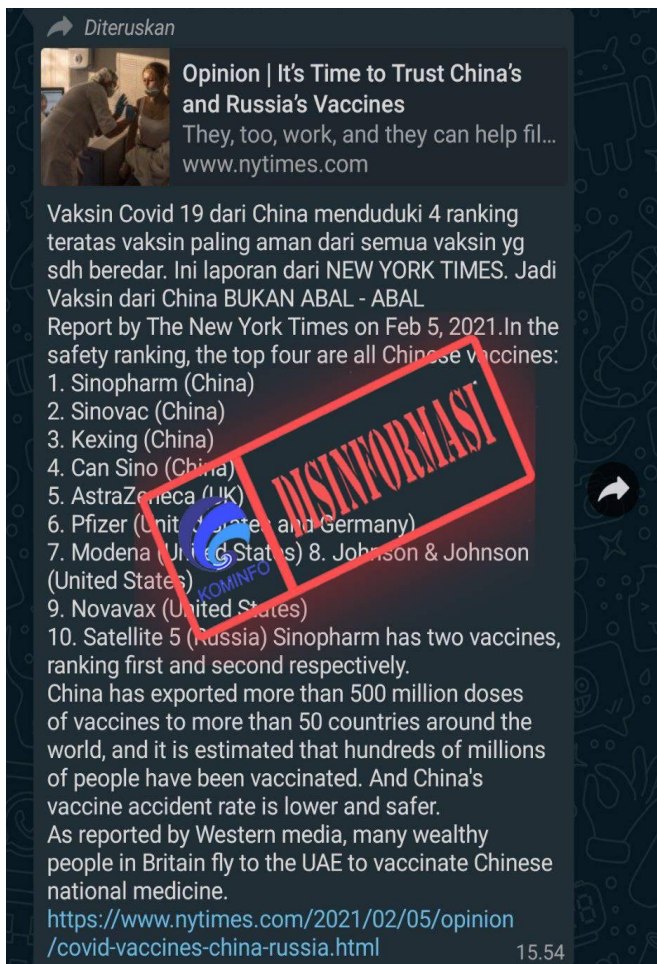 Diteruskan
Opinion | It's Time to Trust China's
and Russia's Vaccines
They, too, work, and they can help fil...
www.nytimes.com
Vaksin Covid 19 dari China menduduki 4 ranking
teratas vaksin paling aman dari semua vaksin yg
sdh beredar. Ini laporan dari NEW YORK TIMES. Jadi
Vaksin dari China BUKAN ABAL - ABAL
Report by The New York Times on Feb 5, 2021.In the
safety ranking, the top four are all Chinese vaccines:
1. Sinopharm (China)
2. Sinovac (China)
3. Kexing (China)
4. Can Sino (China)
5. AstraZeneca (UK)
6. Pfizer (United States and Germany)
7. Modena (United States) 8. Johnson & Johnson
(United States)
9. Novavax (United States)
10. Satellite 5 (Russia) Sinopharm has two vaccines,
ranking first and second respectively.
China has exported more than 500 million doses
of vaccines to more than 50 countries around the
world, and it is estimated that hundreds of millions
of people have been vaccinated. And China's
vaccine accident rate is lower and safer.
As reported by Western media, many wealthy
people in Britain fly to the UAE to vaccinate Chinese
national medicine.
https://www.nytimes.com/2021/02/05/opinion
/covid-vaccines-china-russia.html
15.54
KOMINFO
DISINFORMASI